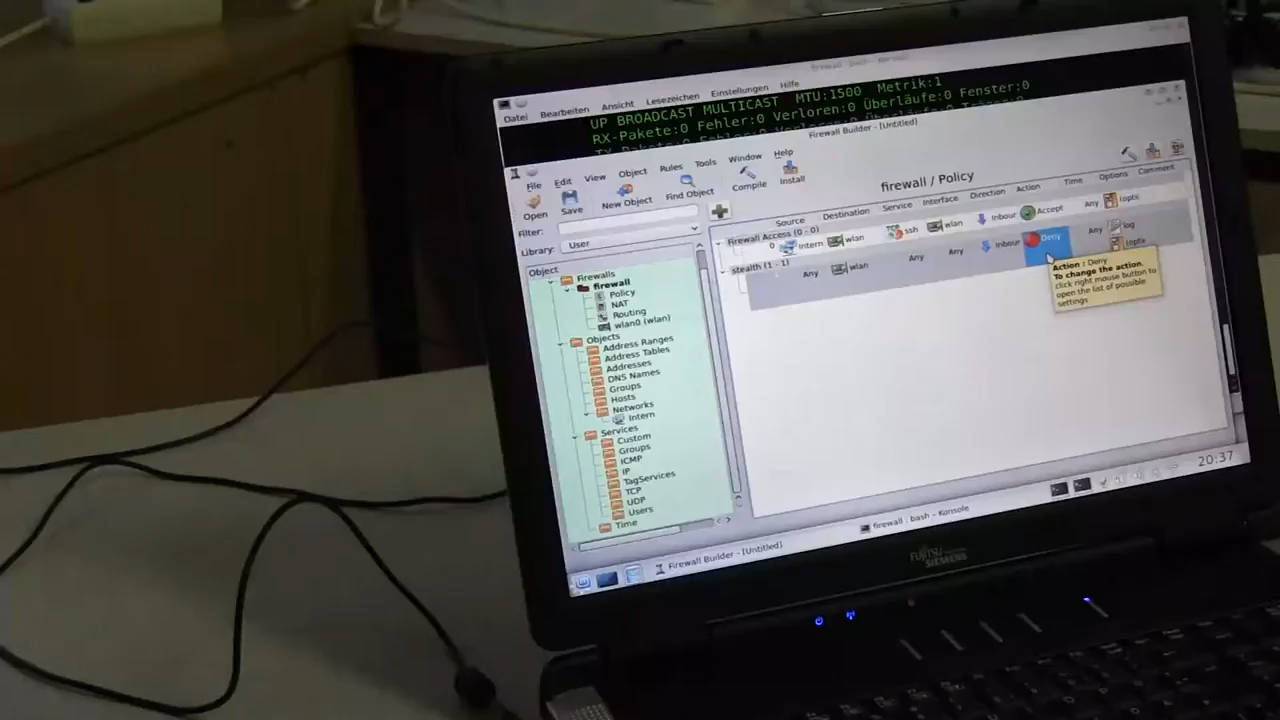 Datei Bearbeiten Ansicht Lesezeichen Einstellungen Hilfe
UP BROADCAST MULTICAST MTU:1500 Metrik:1
RX-Pakete:0 Fehler:0 Verloren:0 Überläufe:0 Fenster:0
Firewall Builder - [Untitled]
File Edit View Object Rules Tools Window Help
Open Save New Object Find Object Compile Install
firewall / Policy
Filter:
Library: User
Object
Firewalls
firewall
Policy
NAT
Routing
wlan0 (wlan)
Objects
Address Ranges
Address Tables
Addresses
DNS Names
Groups
Hosts
Networks
Intern
Services
Custom
Groups
ICMP
IP
TagServices
TCP
UDP
Users
Time
Source Destination Service Interface Direction Action Time Options Comment
Firewall Access (0 - 0)
0 Intern wlan TCP ssh wlan Inbour Accept Any (optx
stealth (1 - 1)
Any wlan Any Any Inbour Deny Any log
(optx
Action : Deny
To change the action.
click right mouse button to
open the list of possible
settings
20:37
Firewall Builder - [Untitled] firewall : bash – Konsole
FUJITSU
SIEMENS